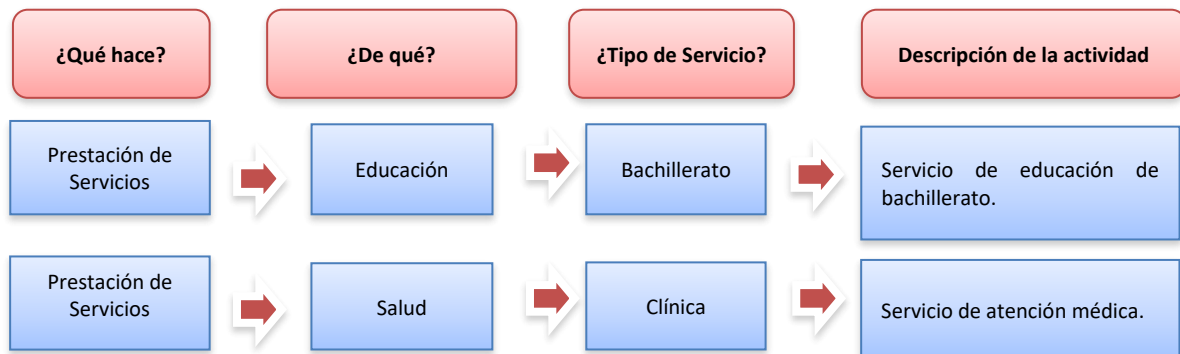 ¿Qué hace?
¿De qué?
¿Tipo de Servicio?
Descripción de la actividad
Prestación de
Servicios
Educación
Bachillerato
Servicio de educación de
bachillerato.
Prestación de
Servicios
Salud
Clínica
Servicio de atención médica.